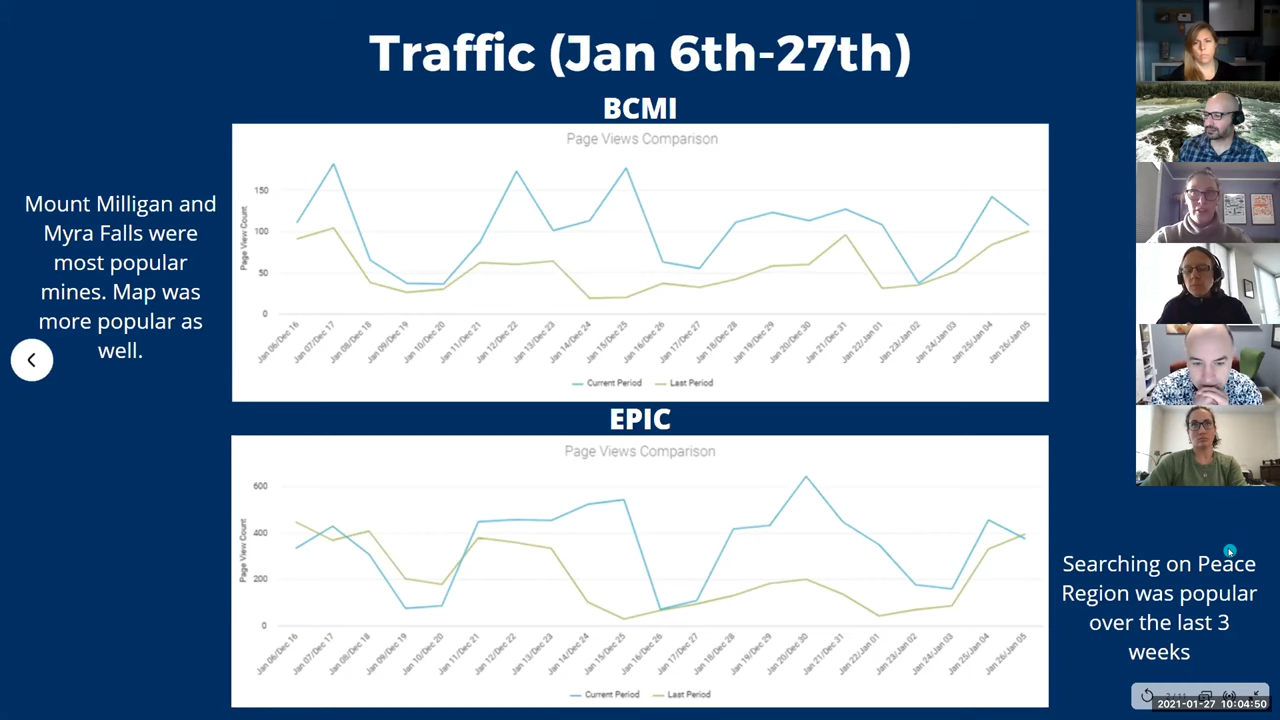 Traffic (Jan 6th-27th)
BCMI
Page Views Comparison
Mount Milligan and
Myra Falls were
most popular
mines. Map was
more popular as
well.
Page View Count
150
100
50
0
Jan 06/Dec 16
Jan 07/Dec 17
Jan 08/Dec 18
Jan 09/Dec 19
Jan 10/Dec 20
Jan 11/Dec 21
Jan 12/Dec 22
Jan 13/Dec 23
Jan 14/Dec 24
Jan 15/Dec 25
Jan 16/Dec 26
Jan 17/Dec 27
Jan 18/Dec 28
Jan 19/Dec 29
Jan 20/Dec 30
Jan 21/Dec 31
Jan 22/Jan 01
Jan 23/Jan 02
Jan 24/Jan 03
Jan 25/Jan 04
Jan 26/Jan 05
Current Period Last Period
EPIC
Page Views Comparison
Page View Count
600
400
200
0
Jan 06/Dec 16
Jan 07/Dec 17
Jan 08/Dec 18
Jan 09/Dec 19
Jan 10/Dec 20
Jan 11/Dec 21
Jan 12/Dec 22
Jan 13/Dec 23
Jan 14/Dec 24
Jan 15/Dec 25
Jan 16/Dec 26
Jan 17/Dec 27
Jan 18/Dec 28
Jan 19/Dec 29
Jan 20/Dec 30
Jan 21/Dec 31
Jan 22/Jan 01
Jan 23/Jan 02
Jan 24/Jan 03
Jan 25/Jan 04
Jan 26/Jan 05
Current Period Last Period
Searching on Peace
Region was popular
over the last 3
weeks
2021-01-27 10:04:50